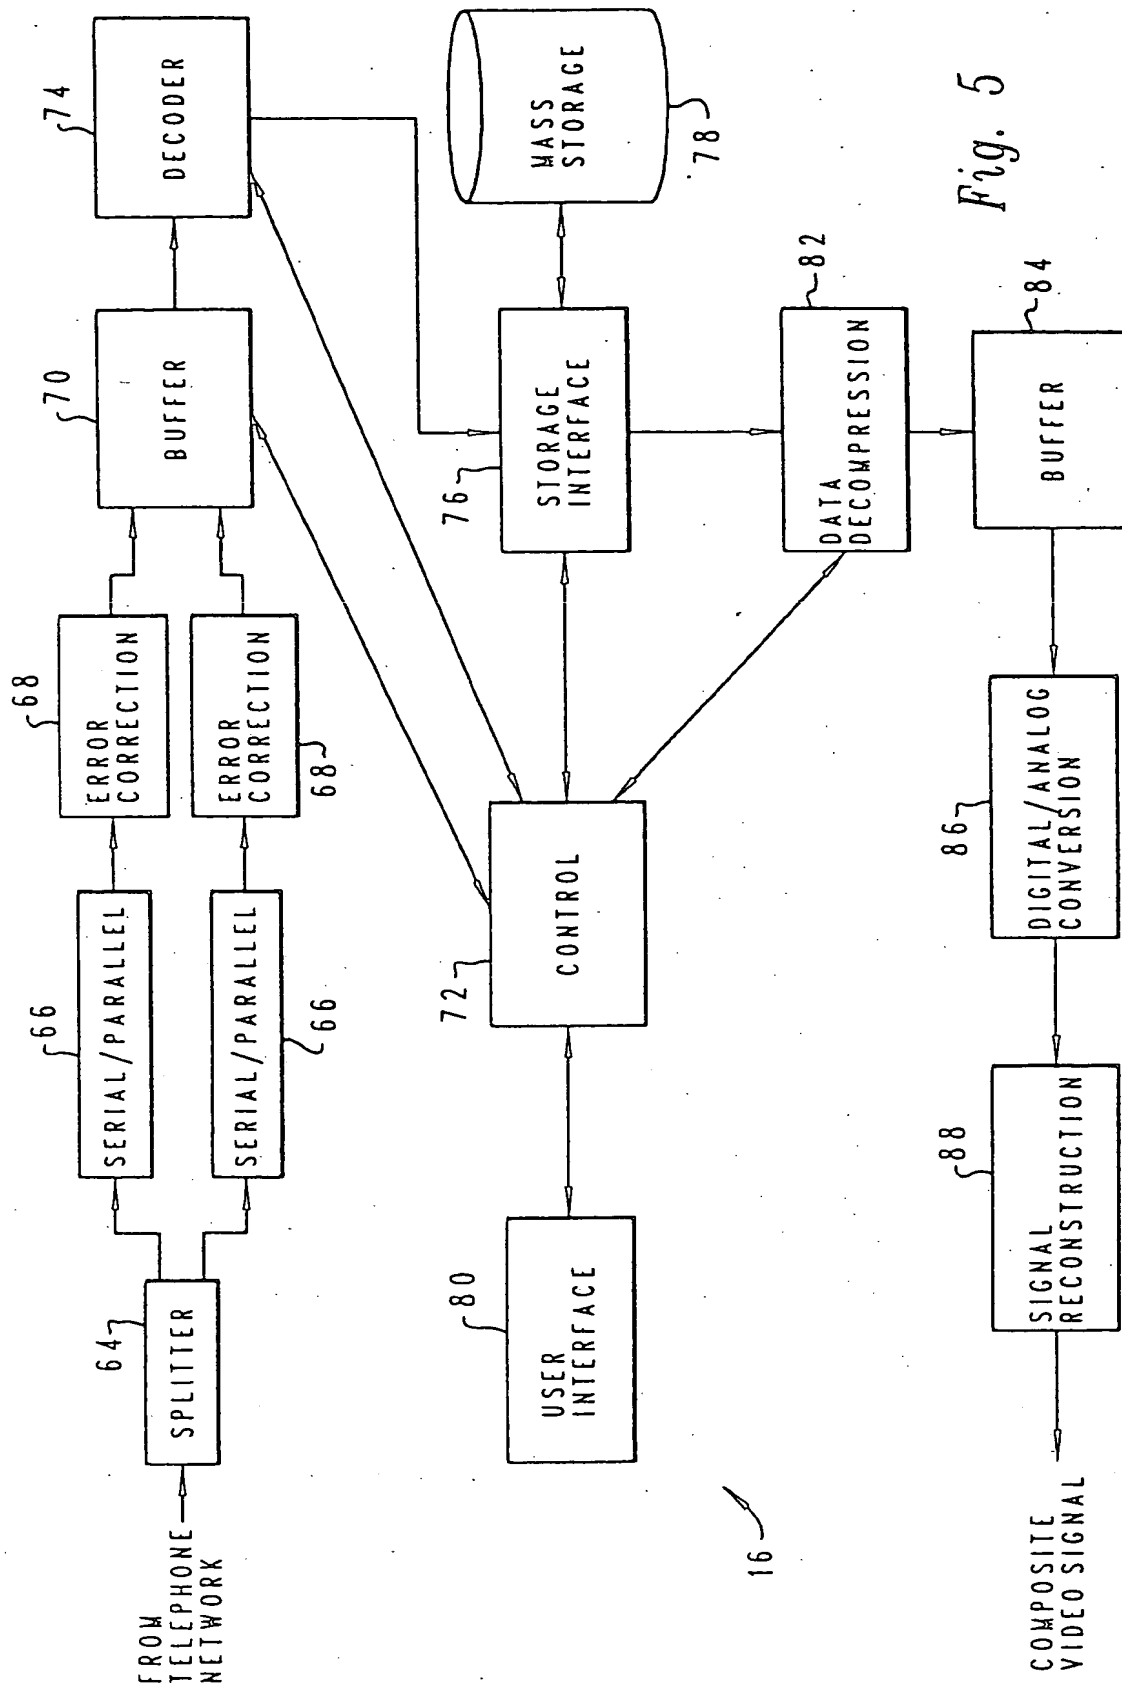 FROM
TELEPHONE
NETWORK
SPLITTER
64
SERIAL/PARALLEL
66
SERIAL/PARALLEL
66
ERROR
CORRECTION
68
ERROR
CORRECTION
68
BUFFER
70
DECODER
74
USER
INTERFACE
80
CONTROL
72
STORAGE
INTERFACE
76
MASS
STORAGE
78
16
DATA
DECOMPRESSION
82
COMPOSITE
VIDEO SIGNAL
SIGNAL
RECONSTRUCTION
88
DIGITAL/ANALOG
CONVERSION
86
BUFFER
84
Fig. 5